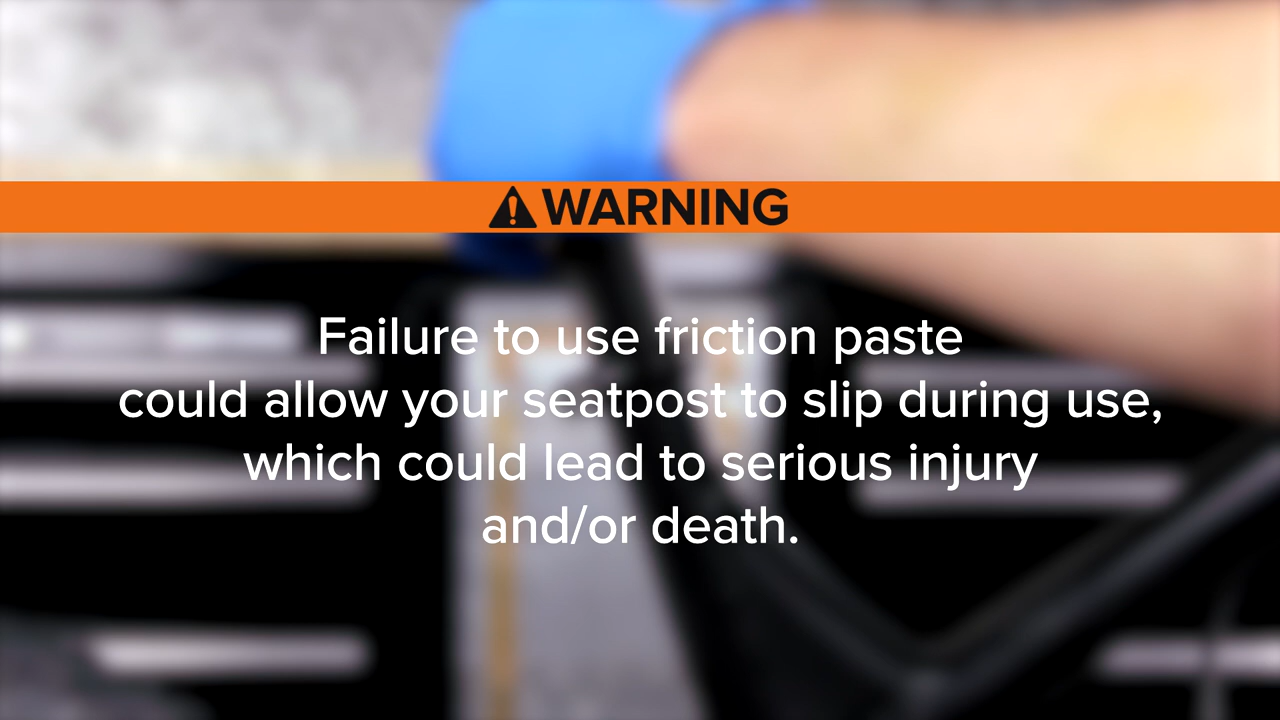 WARNING
Failure to use friction paste
could allow your seatpost to slip during use,
which could lead to serious injury
and/or death.